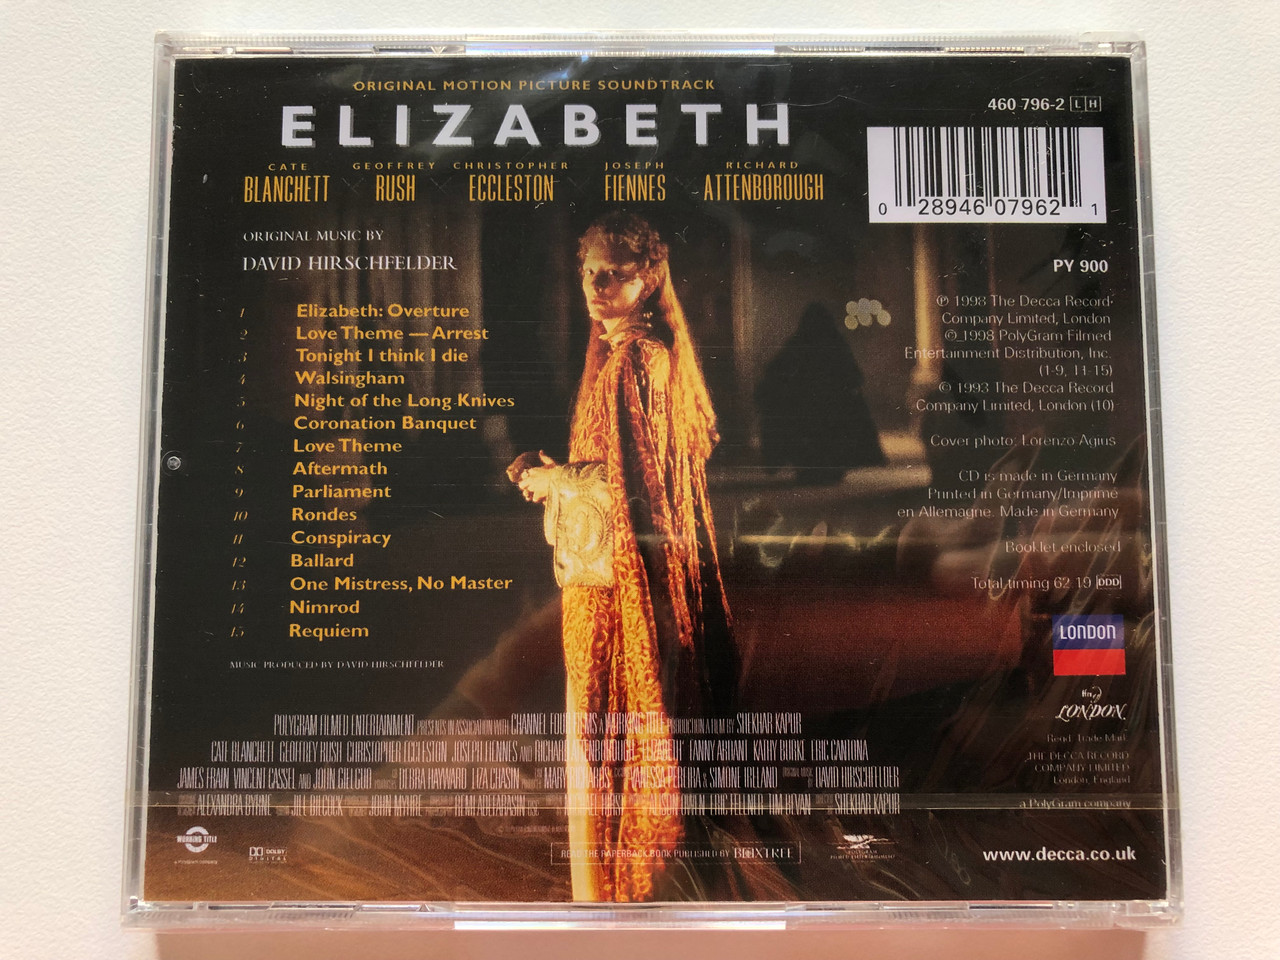 ORIGINAL MOTION PICTURE SOUNDTRACK
ELIZABETH
CATE BLANCHETT
GEOFFREY RUSH
CHRISTOPHER ECCLESTON
JOSEPH FIENNES
RICHARD ATTENBOROUGH
460 796-2 LH
0 28946 07962 1
PY 900
ORIGINAL MUSIC BY
DAVID HIRSCHFELDER
1 Elizabeth: Overture
2 Love Theme — Arrest
3 Tonight I think I die
4 Walsingham
5 Night of the Long Knives
6 Coronation Banquet
7 Love Theme
8 Aftermath
9 Parliament
10 Rondes
11 Conspiracy
12 Ballard
13 One Mistress, No Master
14 Nimrod
15 Requiem
MUSIC PRODUCED BY DAVID HIRSCHFELDER
℗ 1998 The Decca Record
Company Limited, London
© 1998 PolyGram Filmed
Entertainment Distribution, Inc.
(1-9, 11-15)
© 1993 The Decca Record
Company Limited, London (10)
Cover photo: Lorenzo Agius
CD is made in Germany
Printed in Germany/Imprimé
en Allemagne. Made in Germany
Booklet enclosed
Total timing 62 19 DDD
LONDON
ffrr
LONDON
Regd. Trade Mark
THE DECCA RECORD
COMPANY LIMITED
London, England
a PolyGram company
POLYGRAM FILMED ENTERTAINMENT PRESENTS IN ASSOCIATION WITH CHANNEL FOUR FILMS A WORKING TITLE PRODUCTION A FILM BY SHEKHAR KAPUR
CATE BLANCHETT GEOFFREY RUSH CHRISTOPHER ECCLESTON JOSEPH FIENNES AND RICHARD ATTENBOROUGH 'ELIZABETH' FANNY ARDANT KATHY BURKE ERIC CANTONA
JAMES FRAIN VINCENT CASSEL AND JOHN GIELGUD DEBRA HAYWARD LIZA CHASIN MARY RICHARDS VANESSA PEREIRA & SIMONE IRELAND DAVID HIRSCHFELDER
ALEXANDRA BYRNE JILL BILCOCK JOHN MYHRE REMI ADEFARASIN BSC MICHAEL HIRST ALISON OWEN ERIC FELLNER TIM BEVAN SHEKHAR KAPUR
WORKING TITLE
DOLBY
DIGITAL
READ THE PAPERBACK BOOK PUBLISHED BY BOXTREE
www.decca.co.uk